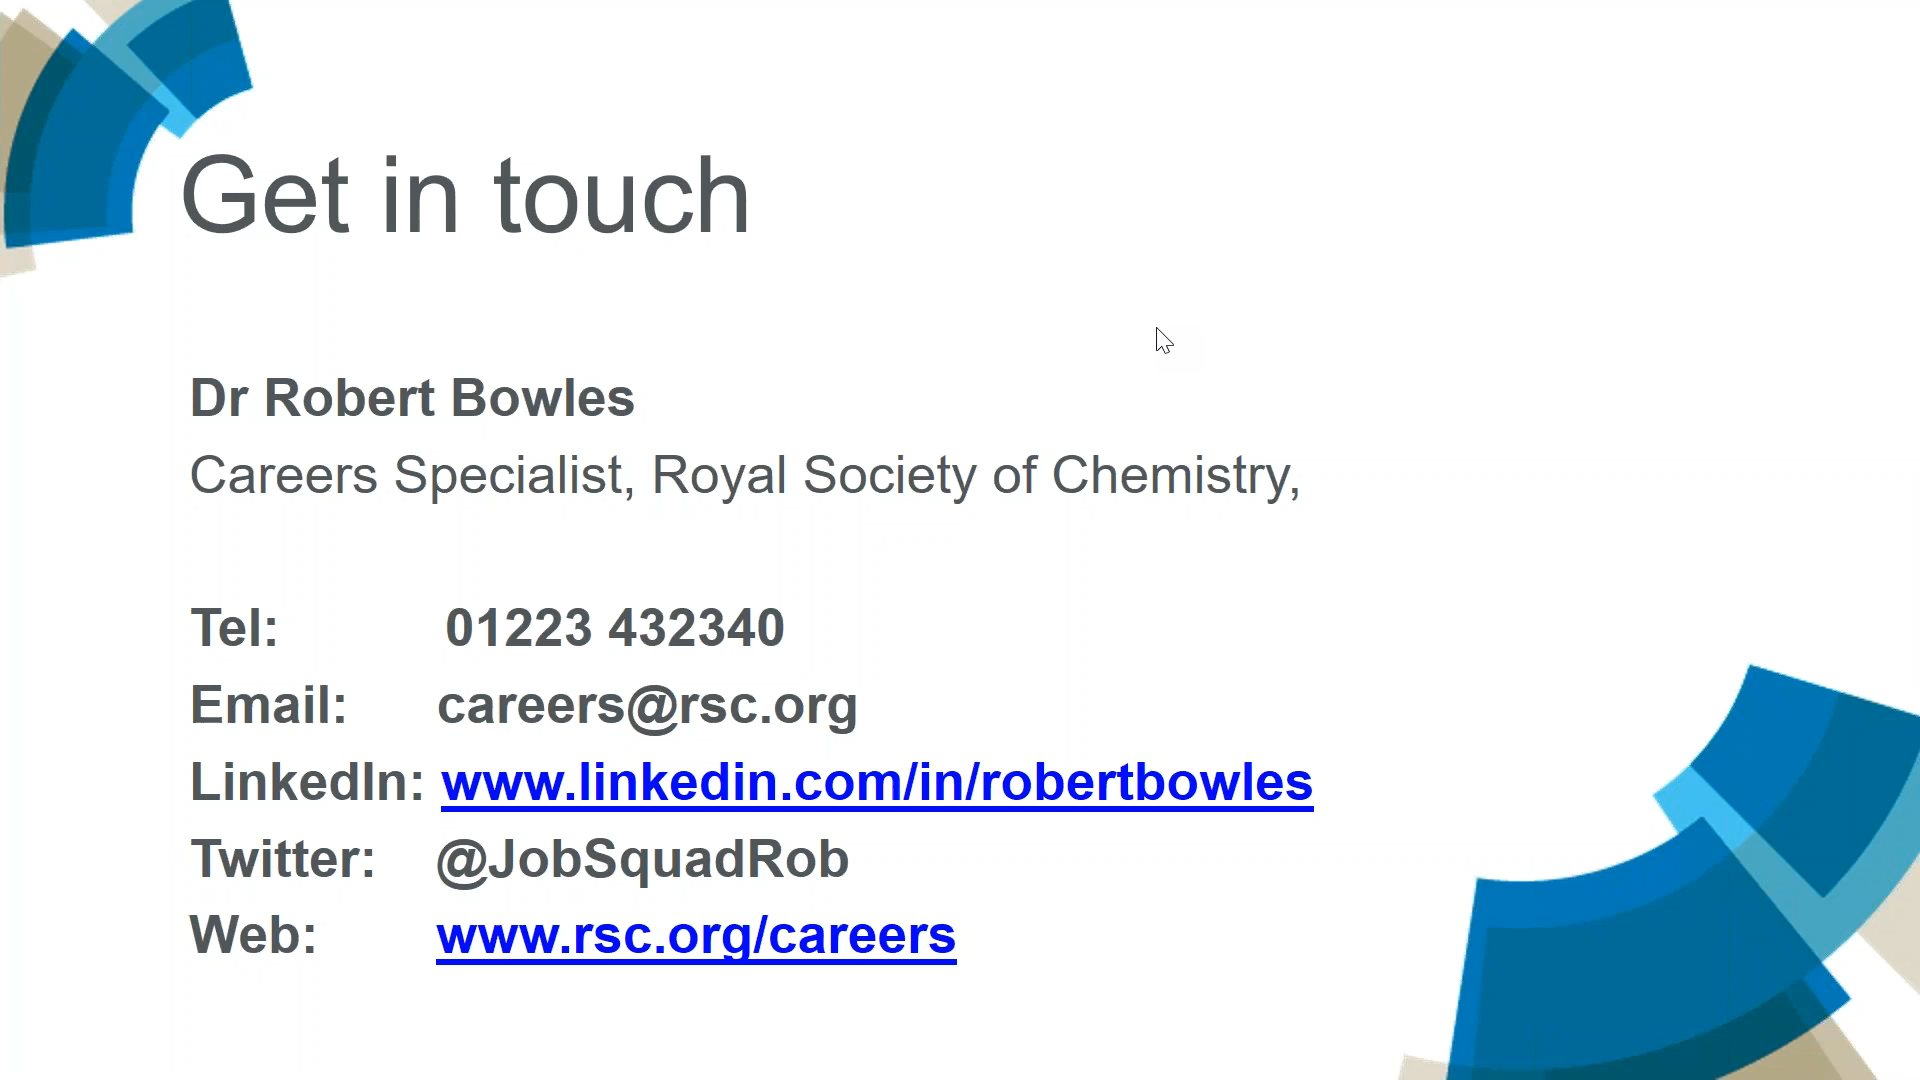 Get in touch
Dr Robert Bowles
Careers Specialist, Royal Society of Chemistry,
Tel: 01223 432340
Email: careers@rsc.org
LinkedIn: www.linkedin.com/in/robertbowles
Twitter: @JobSquadRob
Web: www.rsc.org/careers